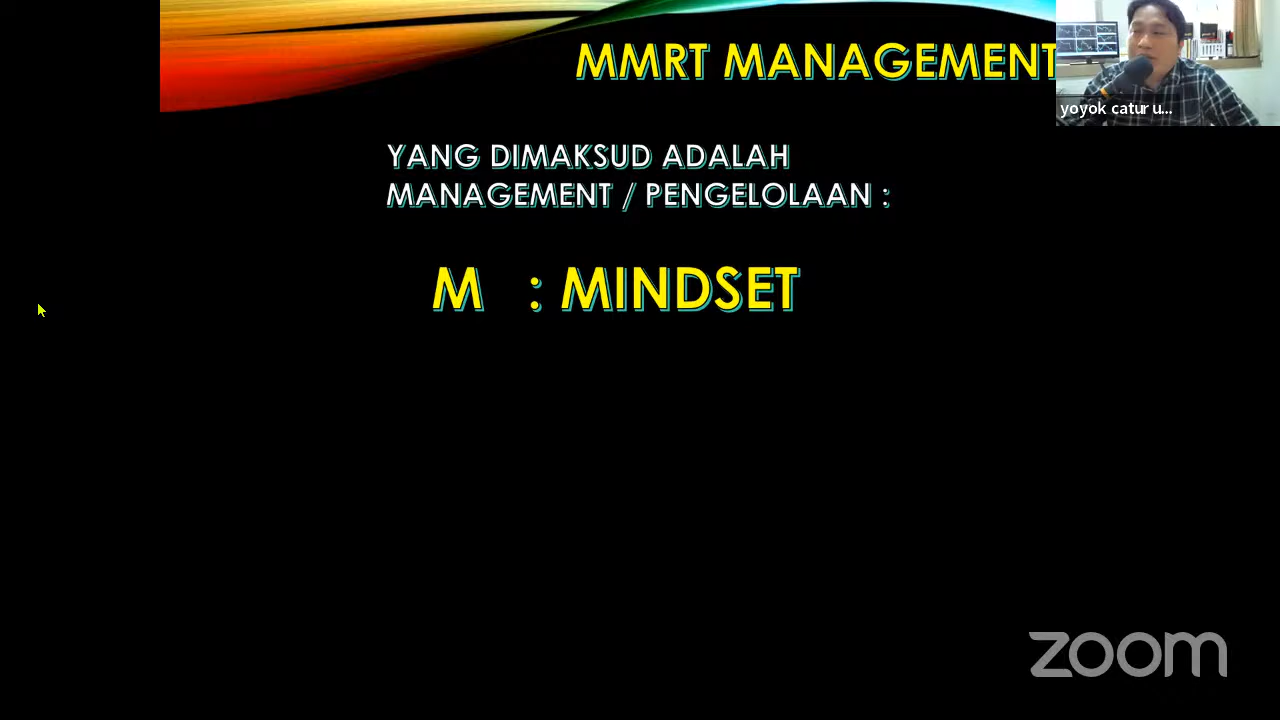 MMRT MANAGEMENT
yoyok catur u...
YANG DIMAKSUD ADALAH
MANAGEMENT / PENGELOLAAN :
M : MINDSET
zoom